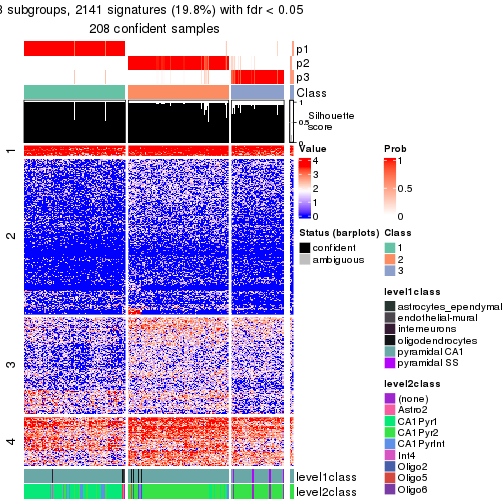 subgroups, 2141 signatures (19.8%) with fdr < 0.05
208 confident samples
p1
p2
p3
Class
1
0.5
0
Silhouette
score
1
2
3
4
level1class
level2class
Value
4
3
2
1
0
Prob
1
0.5
0
Status (barplots)
confident
ambiguous
Class
1
2
3
level1class
astrocytes_ependymal
endothelial-mural
interneurons
oligodendrocytes
pyramidal CA1
pyramidal SS
level2class
(none)
Astro2
CA1Pyr1
CA1Pyr2
CA1PyrInt
Int4
Oligo2
Oligo5
Oligo6